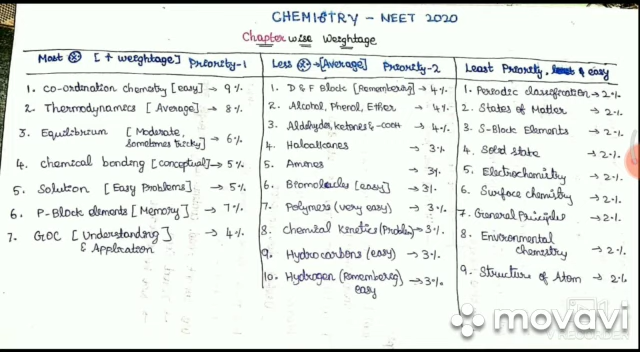 CHEMISTRY - NEET 2020
Chapter wise Weightage
Most ⊛ [+ weightage] Priority-1
1. Co-ordination chemistry [easy] → 9%
2. Thermodynamics [Average] → 8%
3. Equilibrium [Moderate, sometimes tricky] → 6%
4. Chemical bonding [conceptual] → 5%
5. Solution [Easy Problems] → 5%
6. P-Block elements [Memory] → 7%
7. GOC [Understanding & Application] → 4%
Less ⊛ → [Average] Priority-2
1. D & F Block [Remembering] → 4%
2. Alcohol, Phenol, Ether → 4%
3. Aldehyde, Ketones & -COOH → 4%
4. Haloalkanes → 3%
5. Amines → 3%
6. Biomolecules [easy] → 3%
7. Polymers (very easy) → 3%
8. Chemical Kinetics (Problem) → 3%
9. Hydrocarbons (easy) → 3%
10. Hydrogen (Remembereg) → 3%
easy
Least Priority, & easy
1. Periodic classification → 2%
2. States of Matter → 2%
3. S-Block Elements → 2%
4. Solid state → 2%
5. Electrochemistry → 2%
6. Surface chemistry → 2%
7. General Principles → 2%
8. Environmental chemistry → 2%
9. Structure of Atom → 2%
movavi